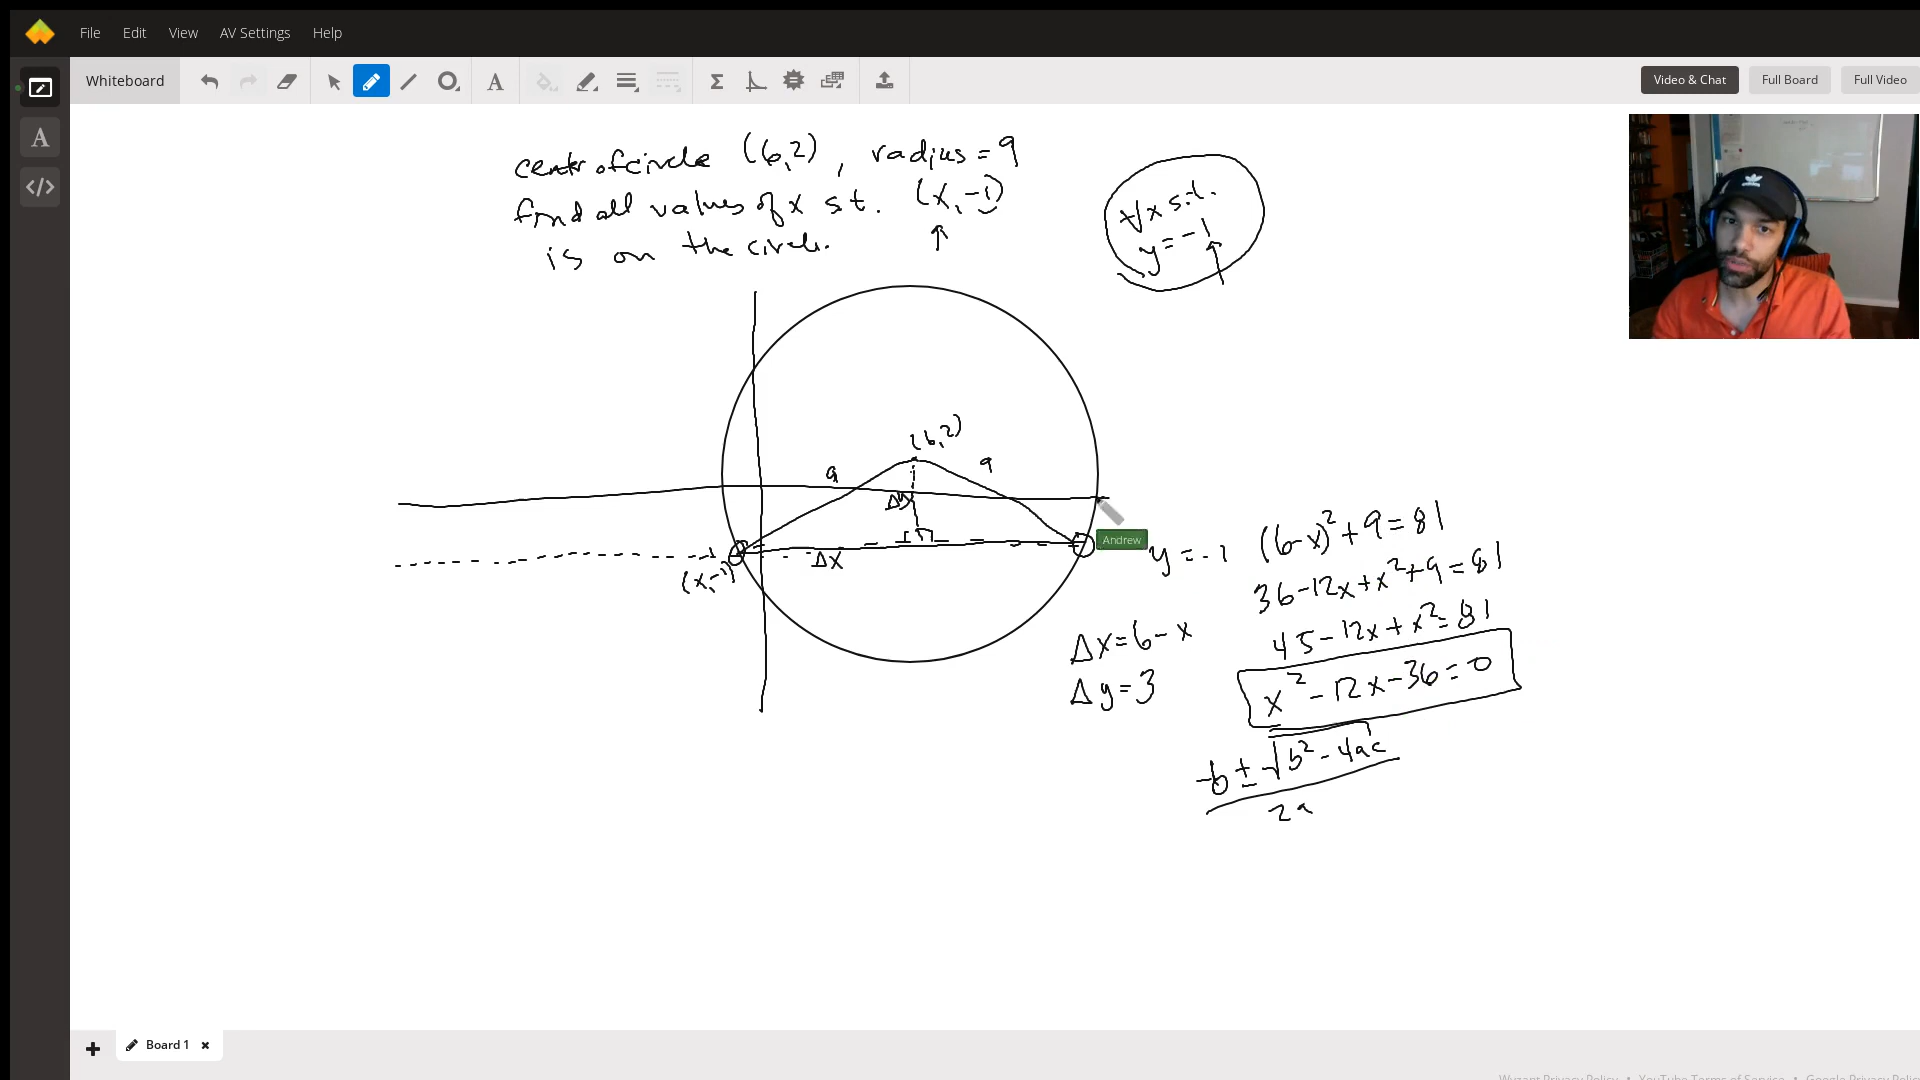 File Edit View AV Settings Help
Whiteboard
A
Σ
Video & Chat Full Board Full Video
A
</>
center of circle (6,2), radius = 9
find all values of x s.t. (x, -1)
is on the circle.
∀x s.t.
y = -1
(6,2)
9 9
Δy
Δx
(x,-1)
Andrew
y = -1
Δx = 6 - x
Δy = 3
(6-x)² + 9 = 81
36 - 12x + x² + 9 = 81
45 - 12x + x² = 81
x² - 12x - 36 = 0
-b ± √b² - 4ac
2a
Board 1